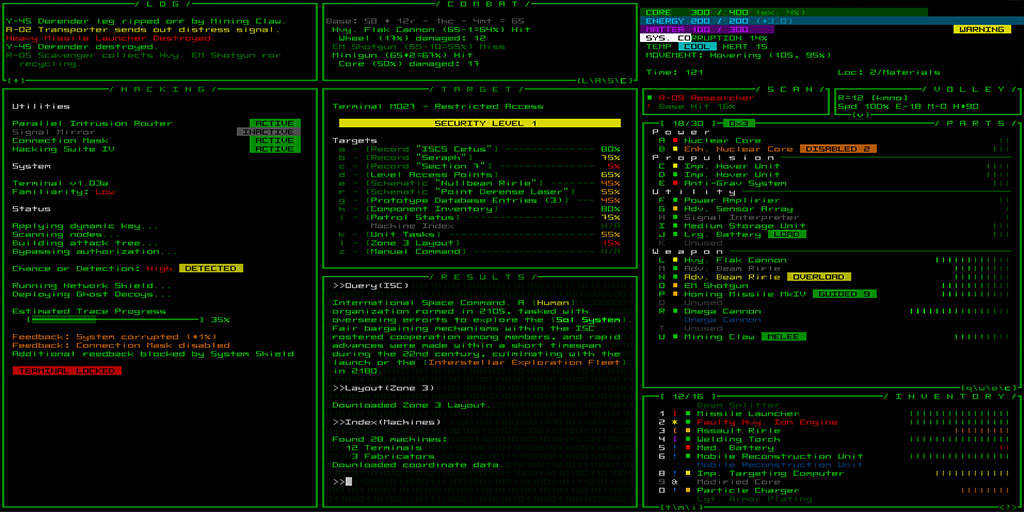 / LOG /
Y-45 Defender leg ripped off by Mining Claw.
A-02 Transporter sends out distress signal.
Heavy Missile Launcher Destroyed.
Y-45 Defender destroyed.
R-05 Scavenger collects Hvy. EM Shotgun for
recycling.
[+]
/ COMBAT /
Base: 58 + 12r - 1hc - 4mt = 65
Hvy. Flak Cannon (65-1=64%) Hit
Wheel (17%) damaged: 12
EM Shotgun (65-10=55%) Miss
Minigun (65+2=67%) Hit
Core (50%) damaged: 17
(L/A/S/C)
CORE 300 / 400 (ex. 4%)
ENERGY 200 / 200 (+3.0)
MATTER 100 / 300
WARNING
SYS. CORRUPTION 14%
TEMP COOL HEAT 15
MOVEMENT: Hovering (105, 95%)
Time: 121
Loc: 2/Materials
/ SCAN /
R-09 Researcher
! Base Hit 16%
/ VOLLEY /
R=12 [kmno]
Spd 100% E-18 M-0 H+90
(v)
/ HACKING /
Utilities
Parallel Intrusion Router ACTIVE
Signal Mirror INACTIVE
Connection Mask ACTIVE
Hacking Suite IV ACTIVE
System
Terminal v1.03a
Familiarity: Low
Status
Applying dynamic key...
Scanning nodes...
Building attack tree...
Bypassing authorization...
Chance of Detection: High DETECTED
Running Network Shield...
Deploying Ghost Decoys...
Estimated Trace Progress
35%
Feedback: System corrupted (+1%)
Feedback: Connection Mask disabled
Additional feedback blocked by System Shield
TERMINAL LOCKED
/ TARGET /
Terminal M027 - Restricted Access
SECURITY LEVEL 1
Targets
a - [Record "ISCS Cetus"] 80%
b - [Record "Seraph"] 75%
c - [Record "Section 7"] 5%
d - [Level Access Points] 65%
e - [Schematic "Nullbeam Rifle"] 45%
f - [Schematic "Point Defense Laser"] 55%
g - [Prototype Database Entries (3)] 45%
h - [Component Inventory] 80%
i - [Patrol Status] 75%
Machine Index N/A
k - [Unit Tasks] 55%
l - [Zone 3 Layout] 15%
z - [Manual Command] N/A
/ RESULTS /
>>Query(ISC)
International Space Command. A [Human]
organization formed in 2105, tasked with
overseeing efforts to explore the [Sol System].
Fair bargaining mechanisms within the ISC
fostered cooperation among members, and rapid
advances were made within a short timespan
during the 22nd century, culminating with the
launch of the [Interstellar Exploration Fleet]
in 2180.
>>Layout(Zone 3)
Downloaded Zone 3 Layout.
>>Index(Machines)
Found 28 machines:
12 Terminals
3 Fabricators
Downloaded coordinate data.
>>
[ 18/30 ] 0x3 / PARTS /
Power
A Nuclear Core
B Enh. Nuclear Core DISABLED 2
Propulsion
C Imp. Hover Unit
D Imp. Hover Unit
E Anti-Grav System
Utility
F Power Amplifier
G Adv. Sensor Array
H Signal Interpreter
I Medium Storage Unit
J Lrg. Battery LOAD
K Unused
Weapon
L Hvy. Flak Cannon
M Adv. Beam Rifle
N Adv. Beam Rifle OVERLOAD
O EM Shotgun
P Homing Missile MkIV GUIDED 9
Q Unused
R Omega Cannon
Omega Cannon
T Unused
U Mining Claw MELEE
(q/w/e/c)
[ 12/16 ] / INVENTORY /
Beam Splitter
1 [ Missile Launcher
2 * Faulty Hvy. Ion Engine
3 ( Assault Rifle
4 ( Welding Torch
5 ! Med. Battery
6 ! Mobile Reconstruction Unit
Mobile Reconstruction Unit
8 ! Imp. Targeting Computer
9 & Modified Core
0 ! Particle Charger
Lgt. Armor Plating
(t/m/i)
<?>